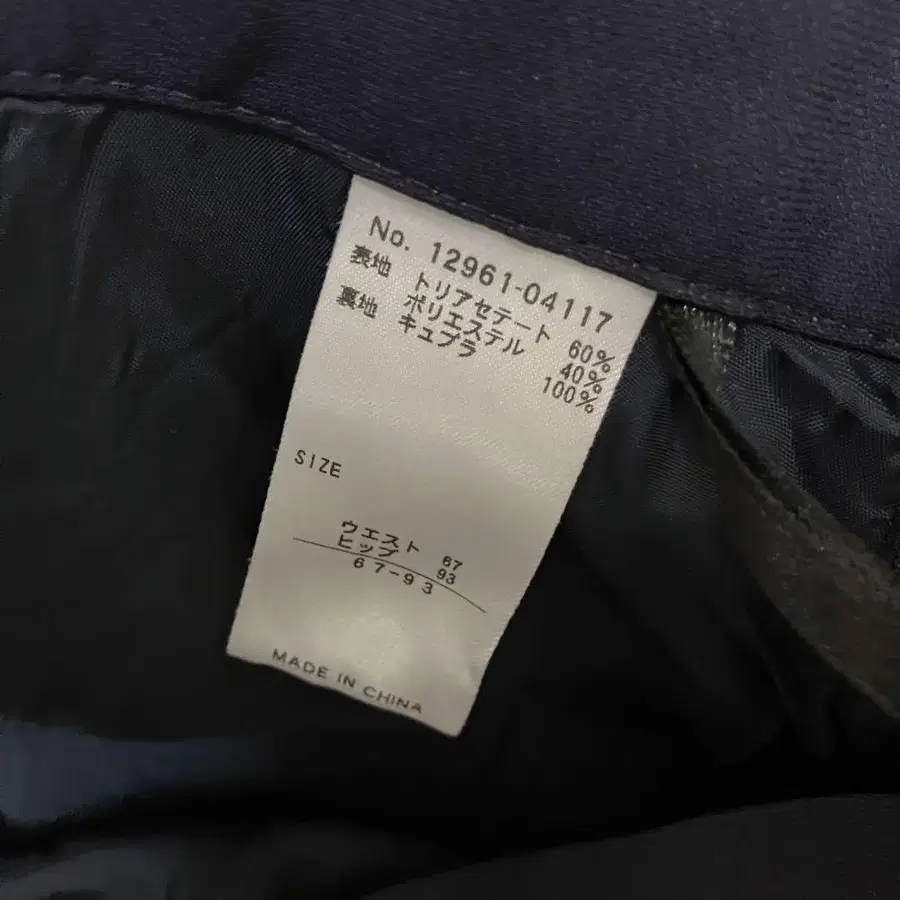 No. 12961-04117
表地 トリアセテート 60%
ポリエステル 40%
裏地 キュプラ 100%
SIZE
ウエスト 67
ヒップ 93
67-93
MADE IN CHINA